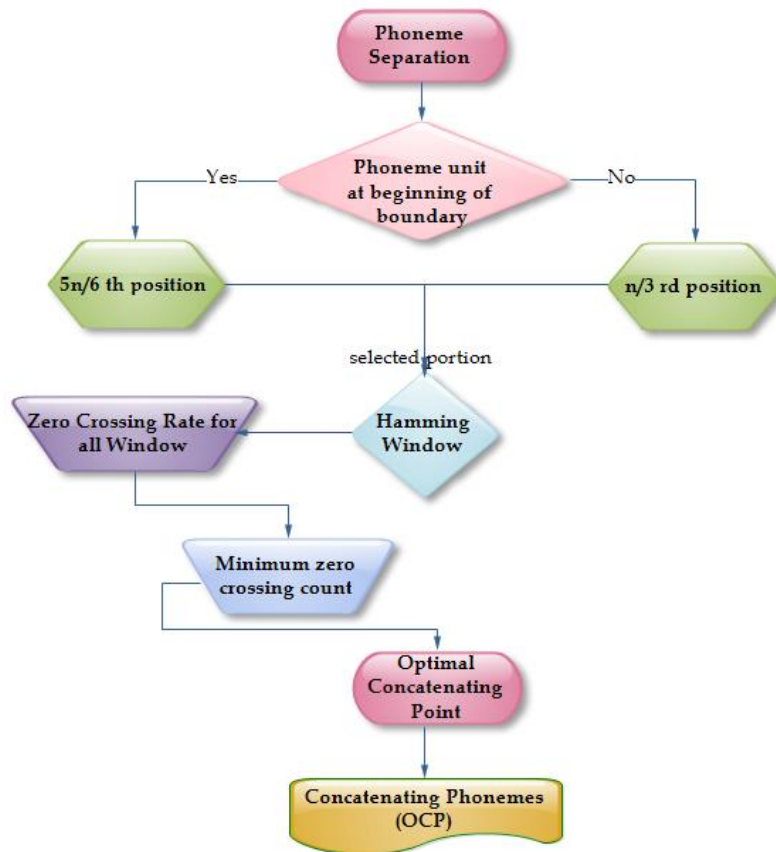 Phoneme
Separation
Phoneme unit
at beginning of
boundary
Yes
No
5n/6 th position
n/3 rd position
selected portion
Hamming
Window
Zero Crossing Rate for
all Window
Minimum zero
crossing count
Optimal
Concatenating
Point
Concatenating Phonemes
(OCP)